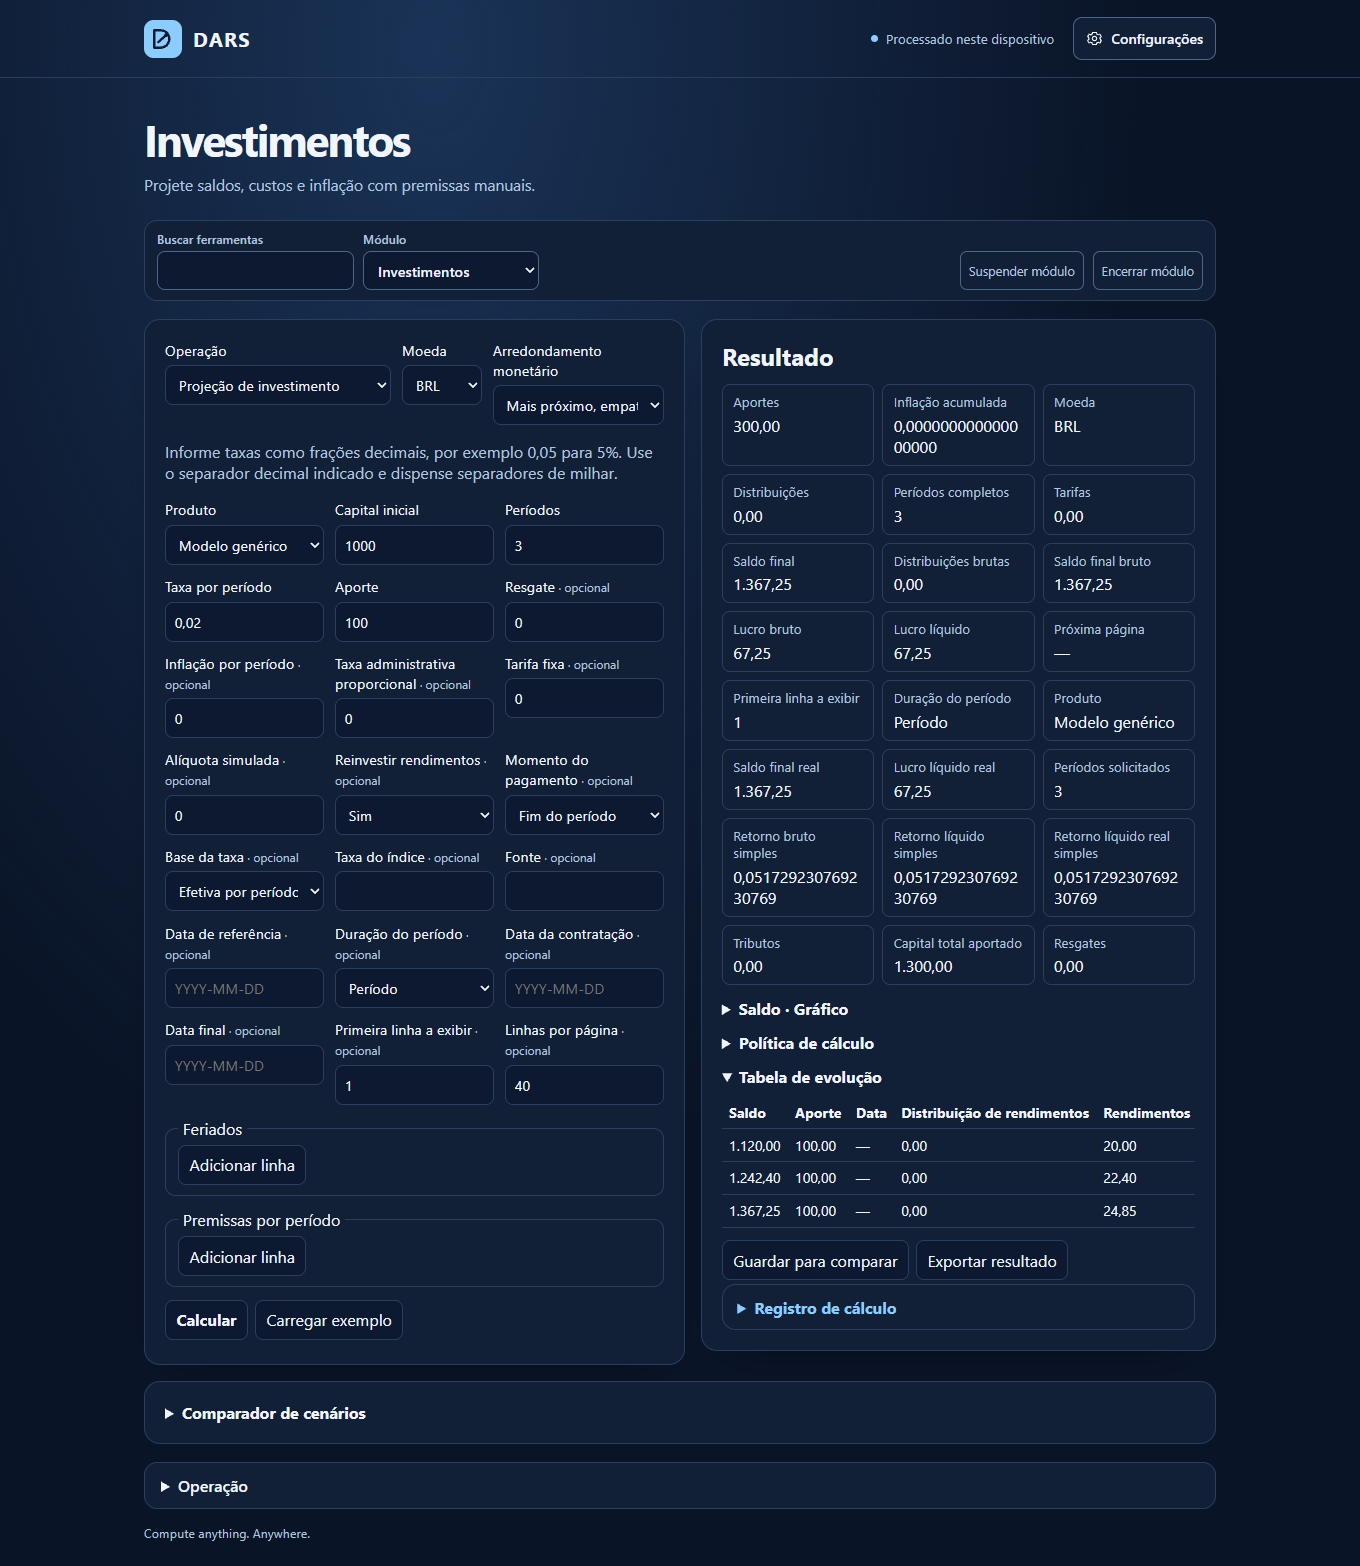 DARS
Processado neste dispositivo
Configurações
Investimentos
Projete saldos, custos e inflação com premissas manuais.
Buscar ferramentas
Módulo
Investimentos
Suspender módulo
Encerrar módulo
Operação
Moeda
Arredondamento
monetário
Projeção de investimento
BRL
Mais próximo, empat
Informe taxas como frações decimais, por exemplo 0,05 para 5%. Use
o separador decimal indicado e dispense separadores de milhar.
Produto
Capital inicial
Períodos
Modelo genérico
1000
3
Taxa por período
Aporte
Resgate · opcional
0,02
100
0
Inflação por período ·
opcional
Taxa administrativa
proporcional · opcional
Tarifa fixa · opcional
0
0
0
Alíquota simulada ·
opcional
Reinvestir rendimentos ·
opcional
Momento do
pagamento · opcional
0
Sim
Fim do período
Base da taxa · opcional
Taxa do índice · opcional
Fonte · opcional
Efetiva por período
Data de referência ·
opcional
Duração do período ·
opcional
Data da contratação ·
opcional
YYYY-MM-DD
Período
YYYY-MM-DD
Data final · opcional
Primeira linha a exibir ·
opcional
Linhas por página ·
opcional
YYYY-MM-DD
1
40
Feriados
Adicionar linha
Premissas por período
Adicionar linha
Calcular
Carregar exemplo
Resultado
Aportes
300,00
Inflação acumulada
0,0000000000000
00000
Moeda
BRL
Distribuições
0,00
Períodos completos
3
Tarifas
0,00
Saldo final
1.367,25
Distribuições brutas
0,00
Saldo final bruto
1.367,25
Lucro bruto
67,25
Lucro líquido
67,25
Próxima página
—
Primeira linha a exibir
1
Duração do período
Período
Produto
Modelo genérico
Saldo final real
1.367,25
Lucro líquido real
67,25
Períodos solicitados
3
Retorno bruto
simples
0,0517292307692
30769
Retorno líquido
simples
0,0517292307692
30769
Retorno líquido real
simples
0,0517292307692
30769
Tributos
0,00
Capital total aportado
1.300,00
Resgates
0,00
Saldo · Gráfico
Política de cálculo
Tabela de evolução
Saldo Aporte Data Distribuição de rendimentos Rendimentos
1.120,00 100,00 — 0,00 20,00
1.242,40 100,00 — 0,00 22,40
1.367,25 100,00 — 0,00 24,85
Guardar para comparar
Exportar resultado
Registro de cálculo
Comparador de cenários
Operação
Compute anything. Anywhere.